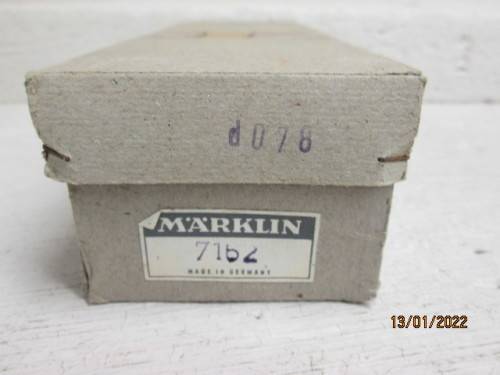 d078
MÄRKLIN
7162
MADE IN GERMANY
13/01/2022